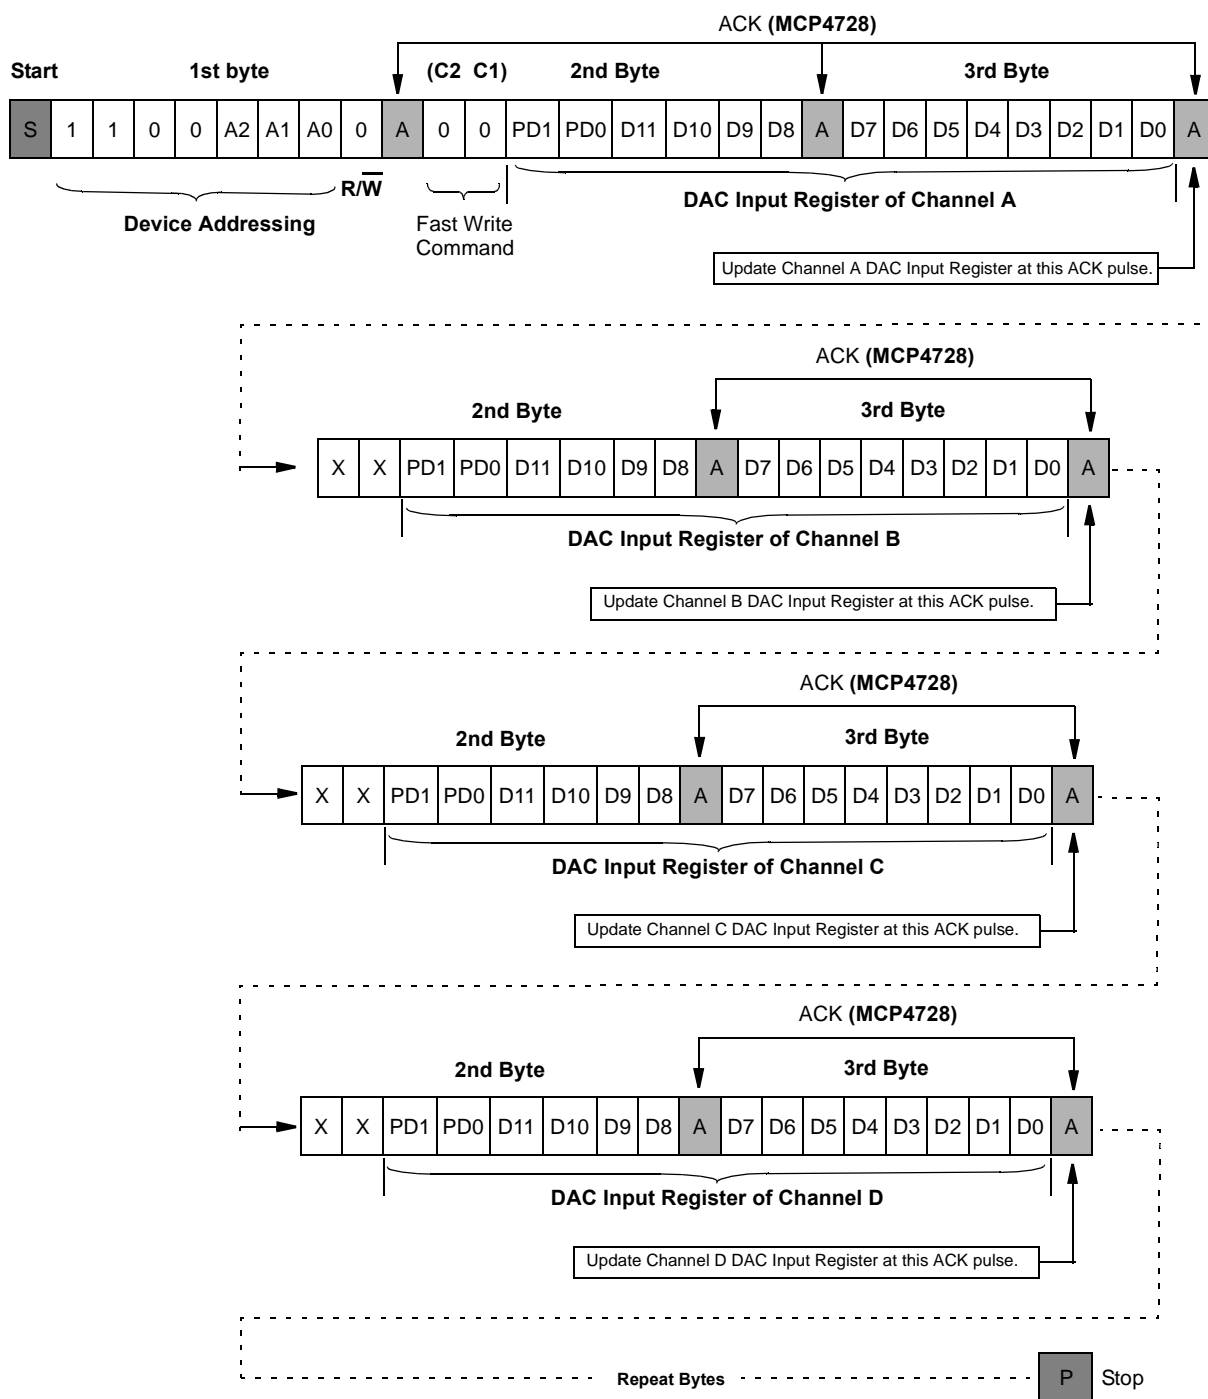 ACK (MCP4728)
Start 1st byte (C2 C1) 2nd Byte 3rd Byte
S 1 1 0 0 A2 A1 A0 0 A 0 0 PD1 PD0 D11 D10 D9 D8 A D7 D6 D5 D4 D3 D2 D1 D0 A
R/W̅
Device Addressing
Fast Write
Command
DAC Input Register of Channel A
Update Channel A DAC Input Register at this ACK pulse.
ACK (MCP4728)
2nd Byte 3rd Byte
X X PD1 PD0 D11 D10 D9 D8 A D7 D6 D5 D4 D3 D2 D1 D0 A
DAC Input Register of Channel B
Update Channel B DAC Input Register at this ACK pulse.
ACK (MCP4728)
2nd Byte 3rd Byte
X X PD1 PD0 D11 D10 D9 D8 A D7 D6 D5 D4 D3 D2 D1 D0 A
DAC Input Register of Channel C
Update Channel C DAC Input Register at this ACK pulse.
ACK (MCP4728)
2nd Byte 3rd Byte
X X PD1 PD0 D11 D10 D9 D8 A D7 D6 D5 D4 D3 D2 D1 D0 A
DAC Input Register of Channel D
Update Channel D DAC Input Register at this ACK pulse.
Repeat Bytes P Stop